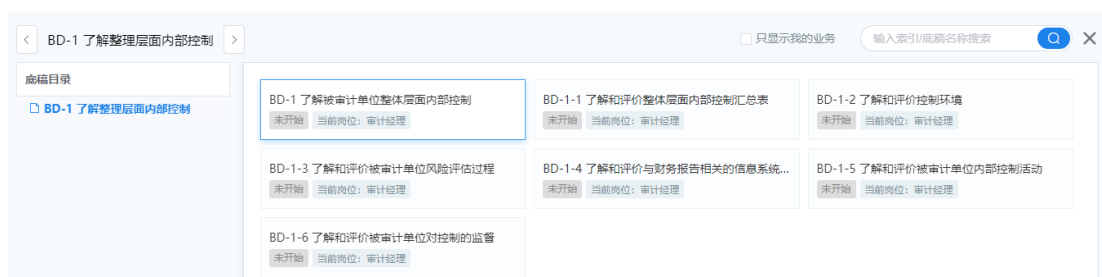 BD-1 了解整理层面内部控制
只显示我的业务
输入索引/底稿名称搜索
底稿目录
BD-1 了解整理层面内部控制
BD-1 了解被审计单位整体层面内部控制
未开始 当前岗位：审计经理
BD-1-1 了解和评价整体层面内部控制汇总表
未开始 当前岗位：审计经理
BD-1-2 了解和评价控制环境
未开始 当前岗位：审计经理
BD-1-3 了解和评价被审计单位风险评估过程
未开始 当前岗位：审计经理
BD-1-4 了解和评价与财务报告相关的信息系统...
未开始 当前岗位：审计经理
BD-1-5 了解和评价被审计单位内部控制活动
未开始 当前岗位：审计经理
BD-1-6 了解和评价被审计单位对控制的监督
未开始 当前岗位：审计经理